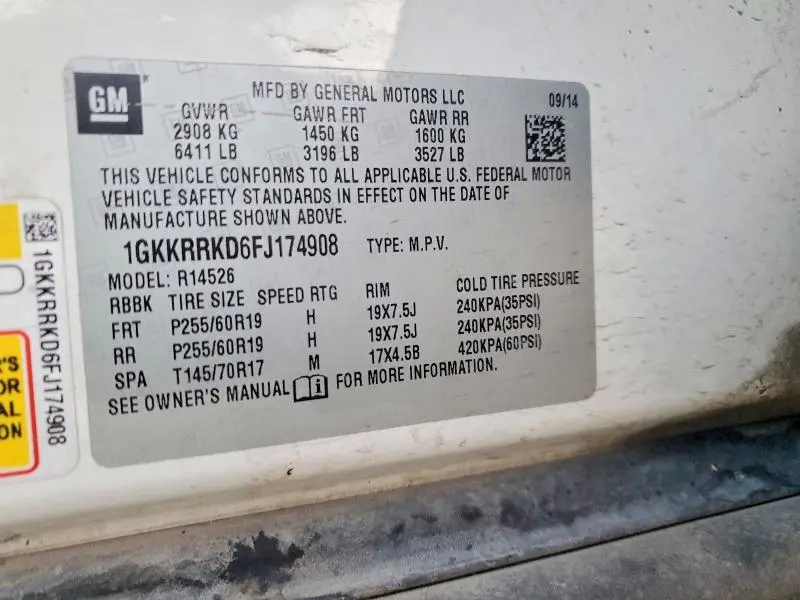 GM
MFD BY GENERAL MOTORS LLC
09/14
GVWR GAWR FRT GAWR RR
2908 KG 1450 KG 1600 KG
6411 LB 3196 LB 3527 LB
THIS VEHICLE CONFORMS TO ALL APPLICABLE U.S. FEDERAL MOTOR
VEHICLE SAFETY STANDARDS IN EFFECT ON THE DATE OF
MANUFACTURE SHOWN ABOVE.
1GKKRRKD6FJ174908 TYPE: M.P.V.
MODEL: R14526
RBBK TIRE SIZE SPEED RTG RIM COLD TIRE PRESSURE
FRT P255/60R19 H 19X7.5J 240KPA(35PSI)
RR P255/60R19 H 19X7.5J 240KPA(35PSI)
SPA T145/70R17 M 17X4.5B 420KPA(60PSI)
SEE OWNER'S MANUAL i FOR MORE INFORMATION.
1GKKRRKD6FJ174908